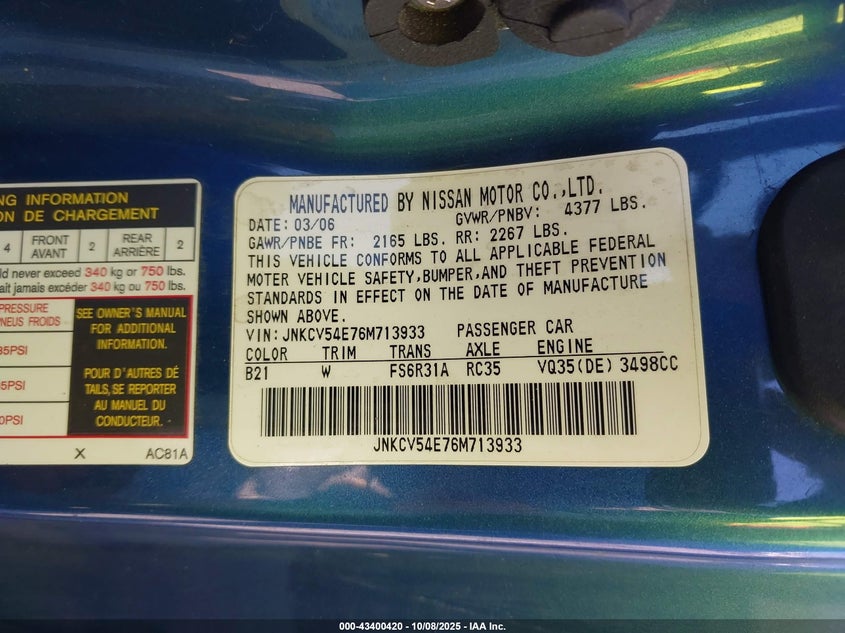 NG INFORMATION
ON DE CHARGEMENT
4 FRONT AVANT 2 REAR ARRIÈRE 2
ld never exceed 340 kg or 750 lbs.
ait jamais excéder 340 kg ou 750 lbs.
PRESSURE
PNEUS FROIDS
35PSI
35PSI
0PSI
SEE OWNER'S MANUAL
FOR ADDITIONAL
INFORMATION.
POUR D'AUTRES DÉ
TAILS, SE REPORTER
AU MANUEL DU
CONDUCTEUR.
X AC81A
MANUFACTURED BY NISSAN MOTOR CO.,LTD.
DATE: 03/06 GVWR/PNBV: 4377 LBS.
GAWR/PNBE FR: 2165 LBS. RR: 2267 LBS.
THIS VEHICLE CONFORMS TO ALL APPLICABLE FEDERAL
MOTOR VEHICLE SAFETY,BUMPER,AND THEFT PREVENTION
STANDARDS IN EFFECT ON THE DATE OF MANUFACTURE
SHOWN ABOVE.
VIN: JNKCV54E76M713933 PASSENGER CAR
COLOR TRIM TRANS AXLE ENGINE
B21 W FS6R31A RC35 VQ35(DE) 3498CC
JNKCV54E76M713933
000-43400420 - 10/08/2025 - IAA Inc.